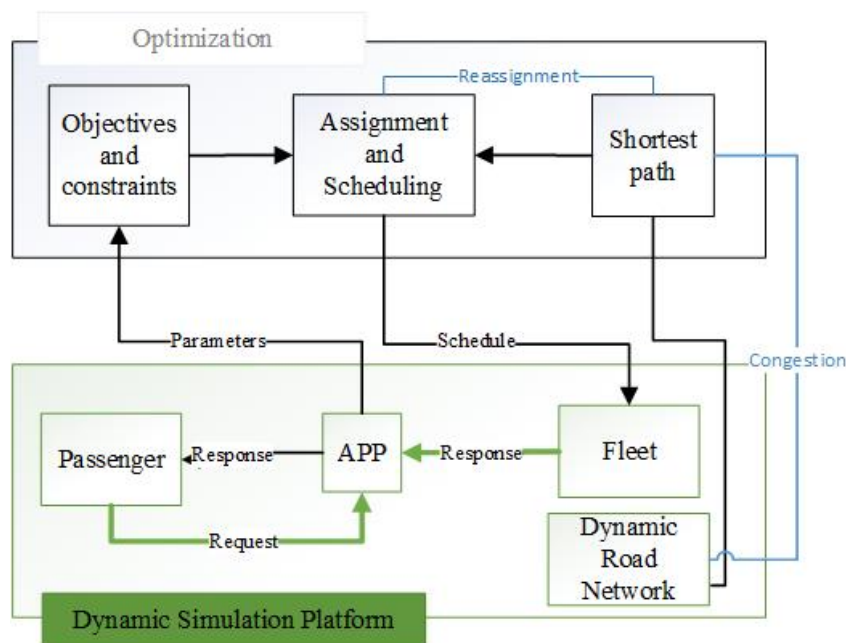 Optimization
Reassignment
Objectives
and
constraints
Assignment
and
Scheduling
Shortest
path
Parameters
Schedule
Congestion
Passenger
Response
APP
Response
Fleet
Request
Dynamic
Road
Network
Dynamic Simulation Platform